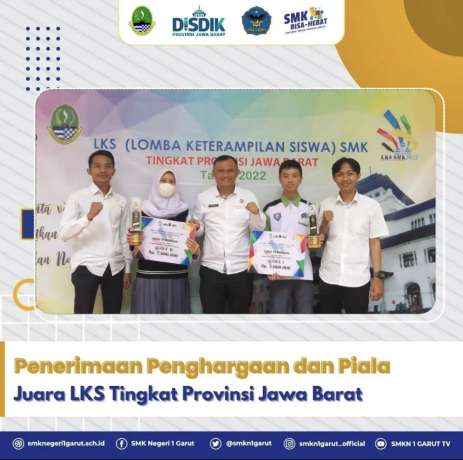 DISDIK
PROVINSI JAWA BARAT
SMK
BISA-HEBAT
LKS (LOMBA KETERAMPILAN SISWA) SMK
TINGKAT PROVINSI JAWA BARAT
2022
Penerimaan Penghargaan dan Piala
Juara LKS Tingkat Provinsi Jawa Barat
smknegeri1garut.sch.id
SMK Negeri 1 Garut
@smkn1garut
smkn1garut_official
SMKN 1 GARUT TV